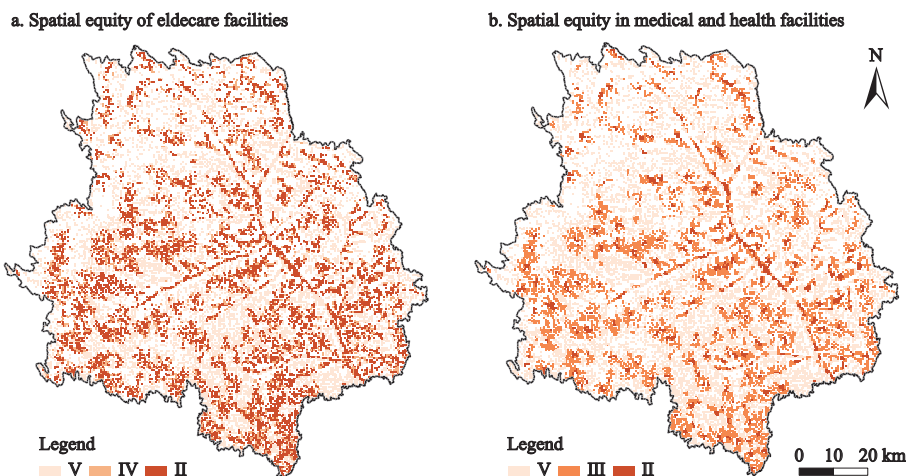 a. Spatial equity of eldecare facilities
b. Spatial equity in medical and health facilities
N
Legend
V IV II
Legend
V III II
0 10 20 km